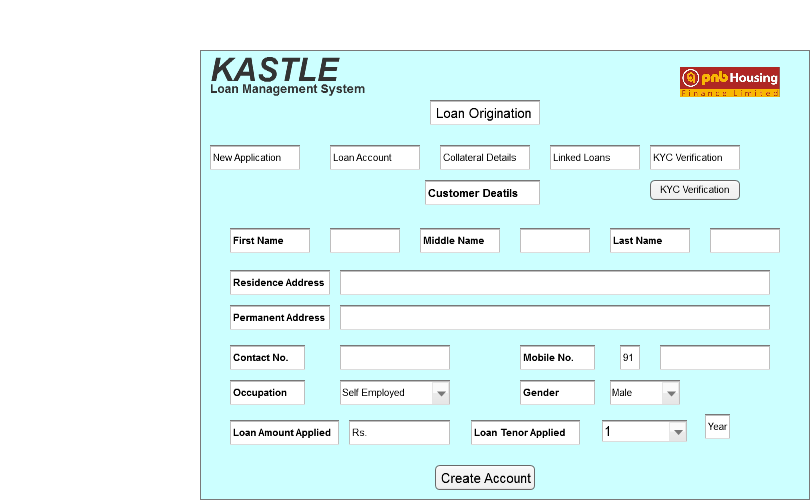 KASTLE
Loan Management System
pnb Housing
Finance Limited
Loan Origination
New Application Loan Account Collateral Details Linked Loans KYC Verification
Customer Deatils KYC Verification
First Name Middle Name Last Name
Residence Address
Permanent Address
Contact No. Mobile No. 91
Occupation Self Employed Gender Male
Loan Amount Applied Rs. Loan Tenor Applied 1 Year
Create Account